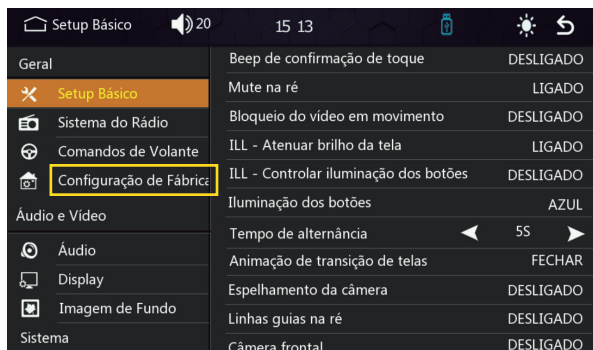 Setup Básico 20 15 13
Geral
Setup Básico
Sistema do Rádio
Comandos de Volante
Configuração de Fábrica
Áudio e Vídeo
Áudio
Display
Imagem de Fundo
Sistema
Beep de confirmação de toque DESLIGADO
Mute na ré LIGADO
Bloqueio do vídeo em movimento DESLIGADO
ILL - Atenuar brilho da tela LIGADO
ILL - Controlar iluminação dos botões DESLIGADO
Iluminação dos botões AZUL
Tempo de alternância 5S
Animação de transição de telas FECHAR
Espelhamento da câmera DESLIGADO
Linhas guias na ré DESLIGADO
Câmera frontal DESLIGADO